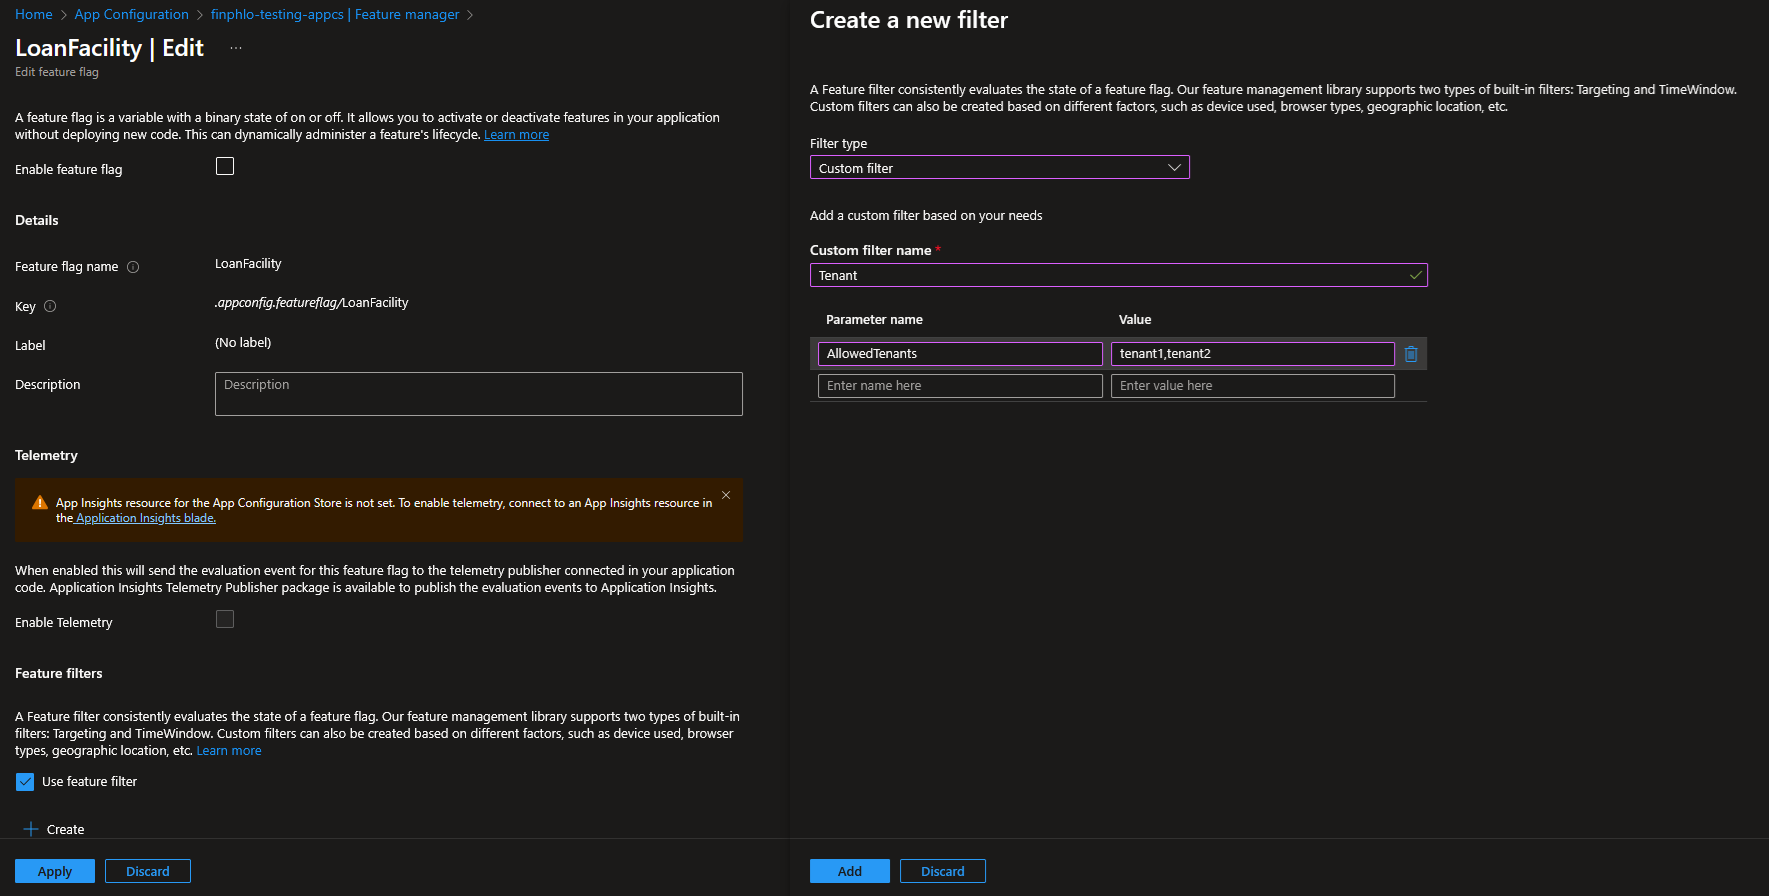 Home > App Configuration > finphlo-testing-appcs | Feature manager >
LoanFacility | Edit ...
Edit feature flag
A feature flag is a variable with a binary state of on or off. It allows you to activate or deactivate features in your application
without deploying new code. This can dynamically administer a feature's lifecycle. Learn more
Enable feature flag
Details
Feature flag name
LoanFacility
Key
.appconfig.featureflag/LoanFacility
Label
(No label)
Description
Description
Telemetry
App Insights resource for the App Configuration Store is not set. To enable telemetry, connect to an App Insights resource in
the Application Insights blade.
When enabled this will send the evaluation event for this feature flag to the telemetry publisher connected in your application
code. Application Insights Telemetry Publisher package is available to publish the evaluation events to Application Insights.
Enable Telemetry
Feature filters
A Feature filter consistently evaluates the state of a feature flag. Our feature management library supports two types of built-in
filters: Targeting and TimeWindow. Custom filters can also be created based on different factors, such as device used, browser
types, geographic location, etc. Learn more
Use feature filter
Create
Apply
Discard
Create a new filter
A Feature filter consistently evaluates the state of a feature flag. Our feature management library supports two types of built-in filters: Targeting and TimeWindow.
Custom filters can also be created based on different factors, such as device used, browser types, geographic location, etc.
Filter type
Custom filter
Add a custom filter based on your needs
Custom filter name *
Tenant
Parameter name
Value
AllowedTenants
tenant1,tenant2
Enter name here
Enter value here
Add
Discard